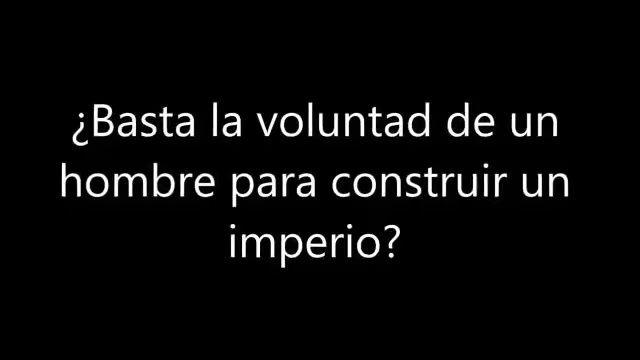 ¿Basta la voluntad de un
hombre para construir un
imperio?